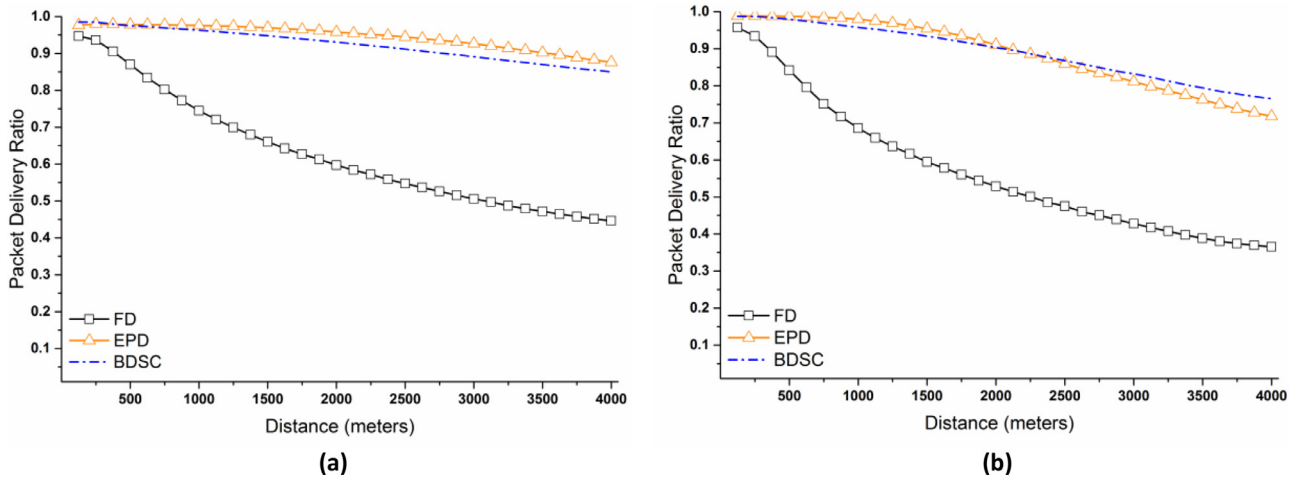 1.0
0.9
0.8
0.7
0.6
0.5
0.4
0.3
0.2
0.1
Packet Delivery Ratio
FD
EPD
BDSC
500 1000 1500 2000 2500 3000 3500 4000
Distance (meters)
(a)
1.0
0.9
0.8
0.7
0.6
0.5
0.4
0.3
0.2
0.1
Packet Delivery Ratio
FD
EPD
BDSC
500 1000 1500 2000 2500 3000 3500 4000
Distance (meters)
(b)